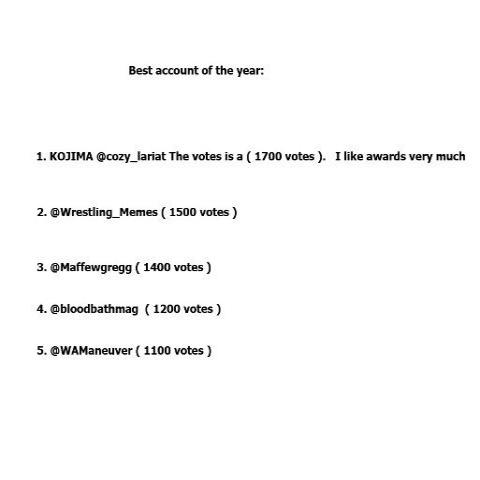 Best account of the year:
1. KOJIMA @cozy_lariat The votes is a ( 1700 votes ). I like awards very much
2. @Wrestling_Memes ( 1500 votes )
3. @Maffewgregg ( 1400 votes )
4. @bloodbathmag ( 1200 votes )
5. @WAManeuver ( 1100 votes )